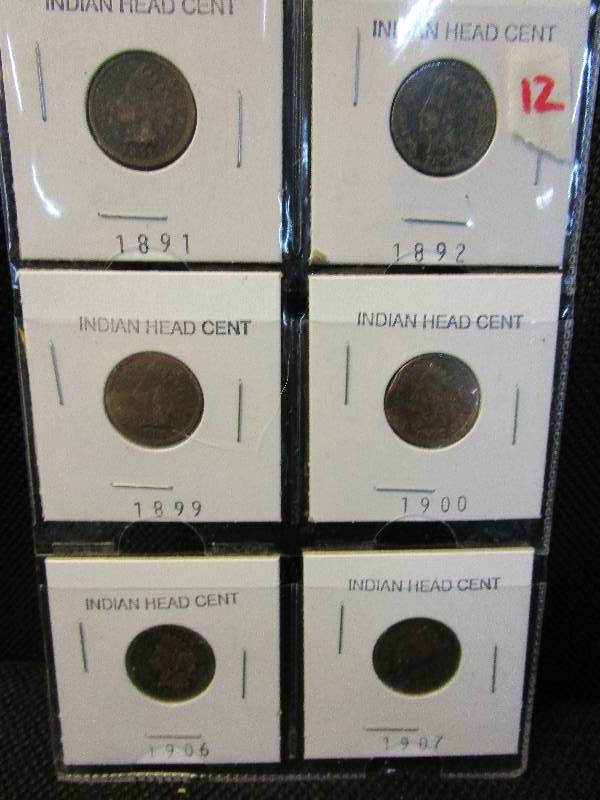 INDIAN HEAD CENT
1891
INDIAN HEAD CENT
12
1892
INDIAN HEAD CENT
1899
INDIAN HEAD CENT
1900
INDIAN HEAD CENT
1906
INDIAN HEAD CENT
1907